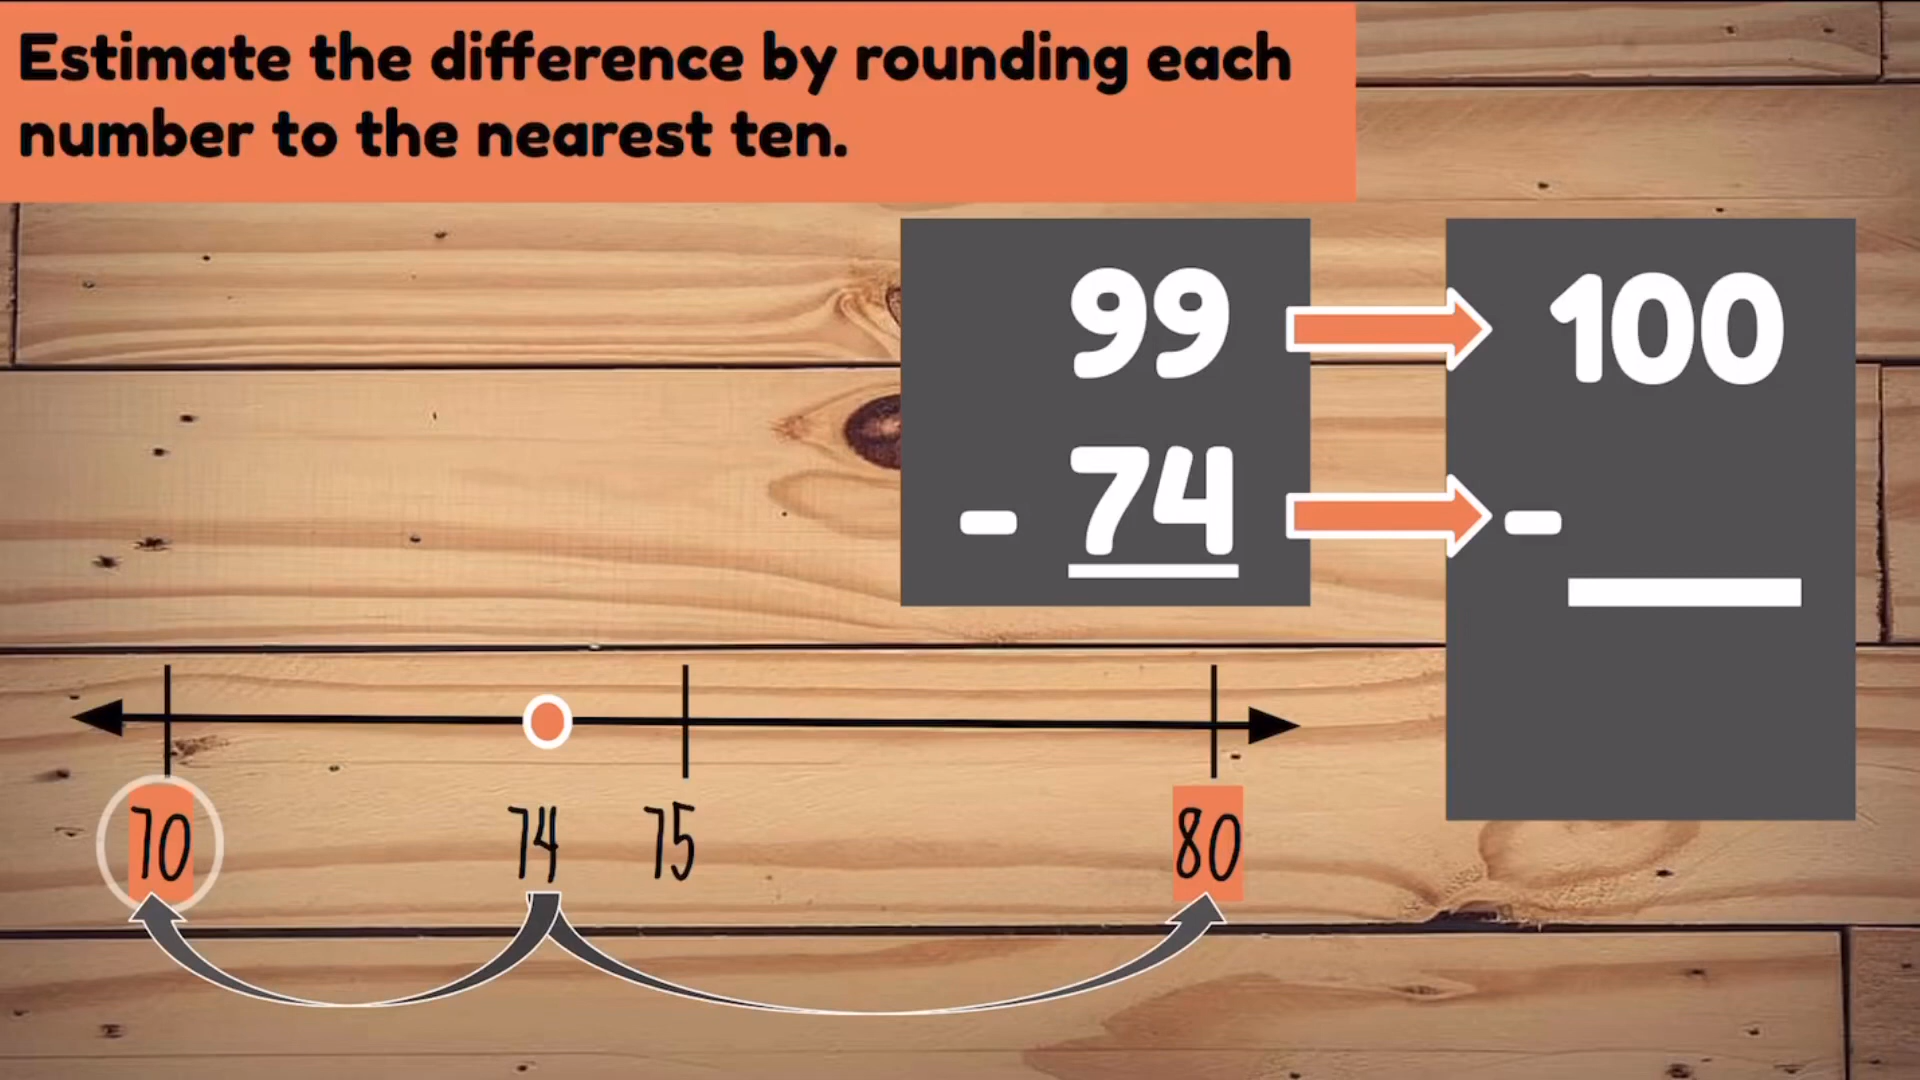 Estimate the difference by rounding each
number to the nearest ten.
99 100
- 74 -
70 74 75 80